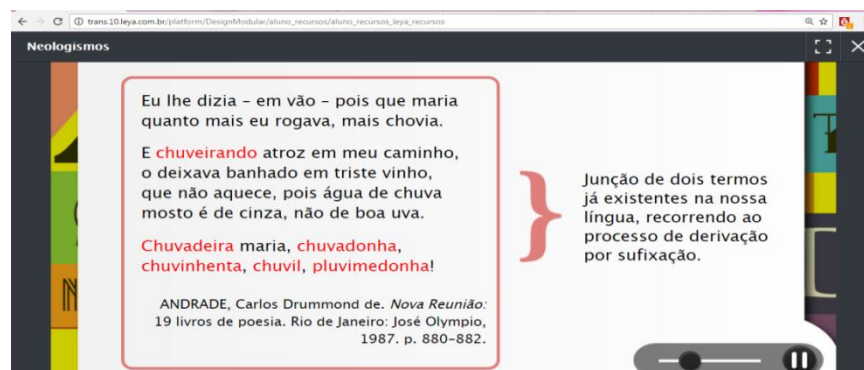 trans.10.leya.com.br/platform/DesignModular/aluno_recursos/aluno_recursos_leya_recursos
Neologismos
Eu lhe dizia – em vão – pois que maria
quanto mais eu rogava, mais chovia.
E chuveirando atroz em meu caminho,
o deixava banhado em triste vinho,
que não aquece, pois água de chuva
mosto é de cinza, não de boa uva.
Chuvadeira maria, chuvadonha,
chuvinhenta, chuvil, pluvimedonha!
ANDRADE, Carlos Drummond de. Nova Reunião:
19 livros de poesia. Rio de Janeiro: José Olympio,
1987. p. 880–882.
Junção de dois termos
já existentes na nossa
língua, recorrendo ao
processo de derivação
por sufixação.